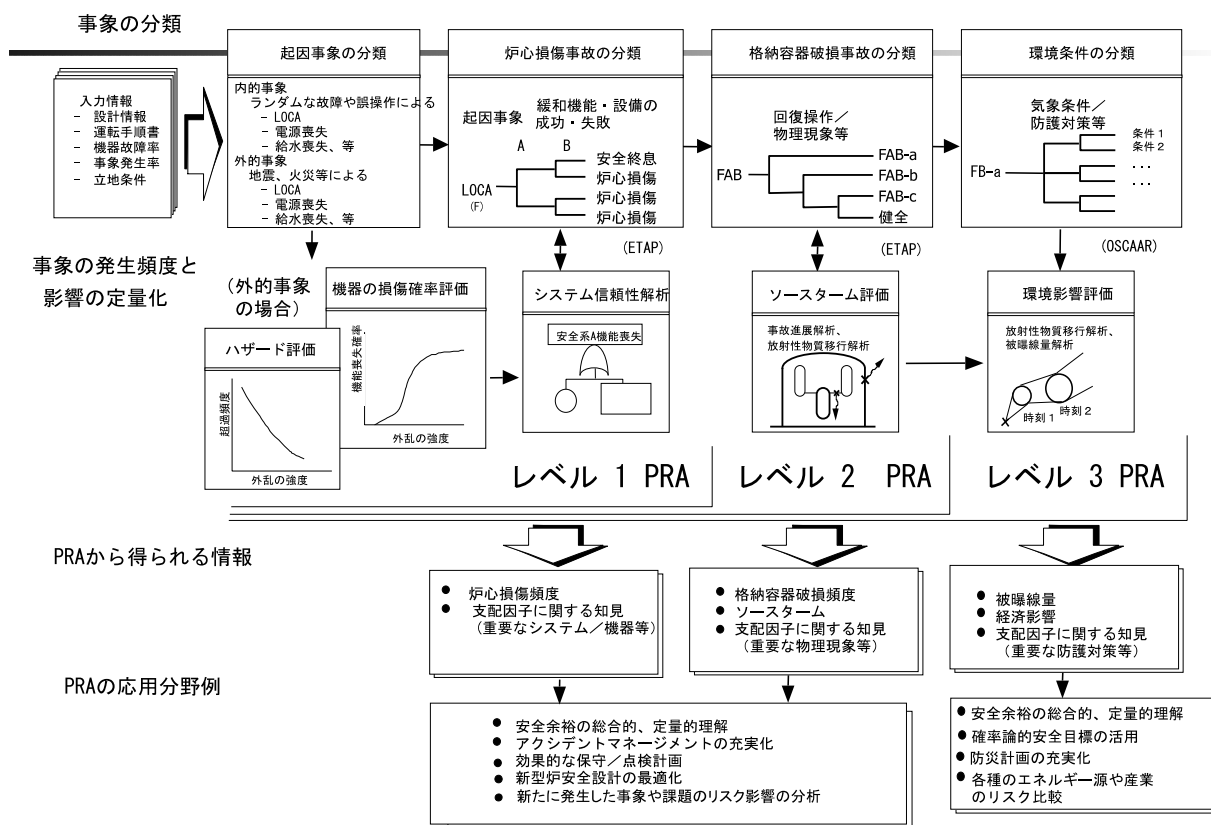 事象の分類
入力情報
－ 設計情報
－ 運転手順書
－ 機器故障率
－ 事象発生率
－ 立地条件
起因事象の分類
内的事象
ランダムな故障や誤操作による
－ LOCA
－ 電源喪失
－ 給水喪失、等
外的事象
地震、火災等による
－ LOCA
－ 電源喪失
－ 給水喪失、等
炉心損傷事故の分類
起因事象
緩和機能・設備の
成功・失敗
A B
LOCA
(F)
安全終息
炉心損傷
炉心損傷
炉心損傷
(ETAP)
格納容器破損事故の分類
回復操作／
物理現象等
FAB
FAB-a
FAB-b
FAB-c
健全
(ETAP)
環境条件の分類
気象条件／
防護対策等
FB-a
条件１
条件２
...
...
(OSCAAR)
事象の発生頻度と
影響の定量化
(外的事象
の場合)
ハザード評価
超過頻度
外乱の強度
機器の損傷確率評価
機能喪失確率
外乱の強度
システム信頼性解析
安全系A機能喪失
ソースターム評価
事故進展解析、
放射性物質移行解析
環境影響評価
放射性物質移行解析、
被曝線量解析
時刻１
時刻２
レベル 1 PRA
レベル 2 PRA
レベル 3 PRA
PRAから得られる情報
● 炉心損傷頻度
● 支配因子に関する知見
（重要なシステム／機器等）
● 格納容器破損頻度
● ソースターム
● 支配因子に関する知見
（重要な物理現象等）
● 被曝線量
● 経済影響
● 支配因子に関する知見
（重要な防護対策等）
PRAの応用分野例
● 安全余裕の総合的、定量的理解
● アクシデントマネージメントの充実化
● 効果的な保守／点検計画
● 新型炉安全設計の最適化
● 新たに発生した事象や課題のリスク影響の分析
● 安全余裕の総合的、定量的理解
● 確率論的安全目標の活用
● 防災計画の充実化
● 各種のエネルギー源や産業
のリスク比較